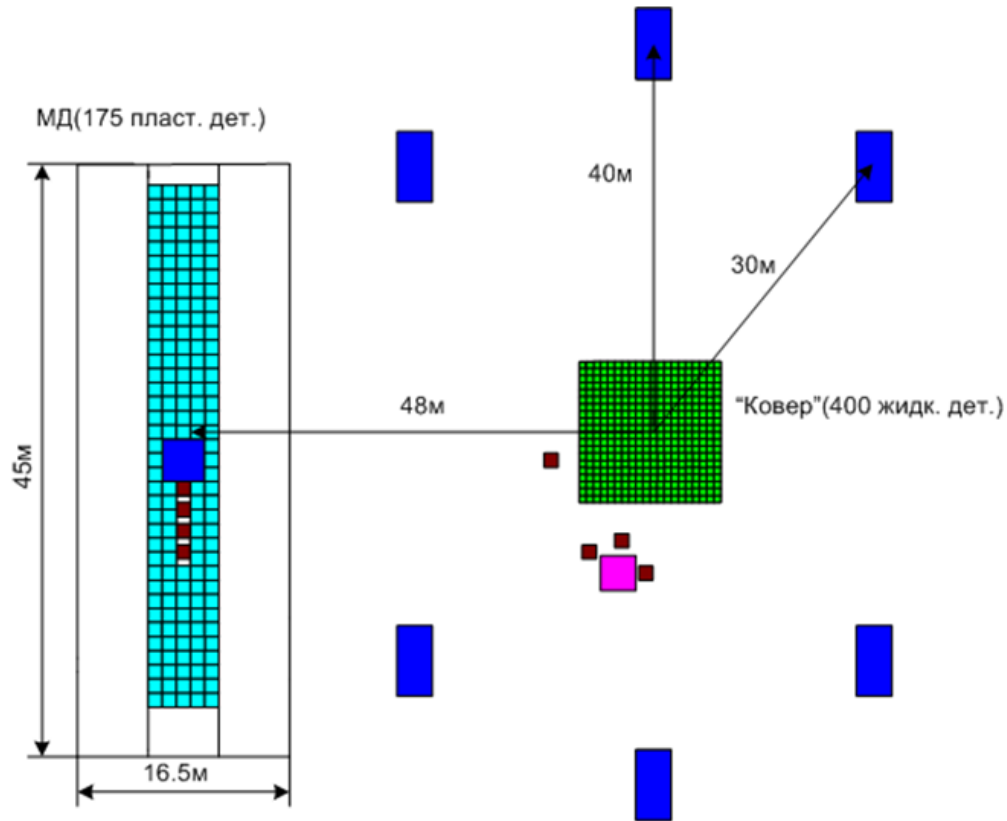 МД(175 пласт. дет.)
40м
30м
48м
“Ковер”(400 жидк. дет.)
45м
16.5м